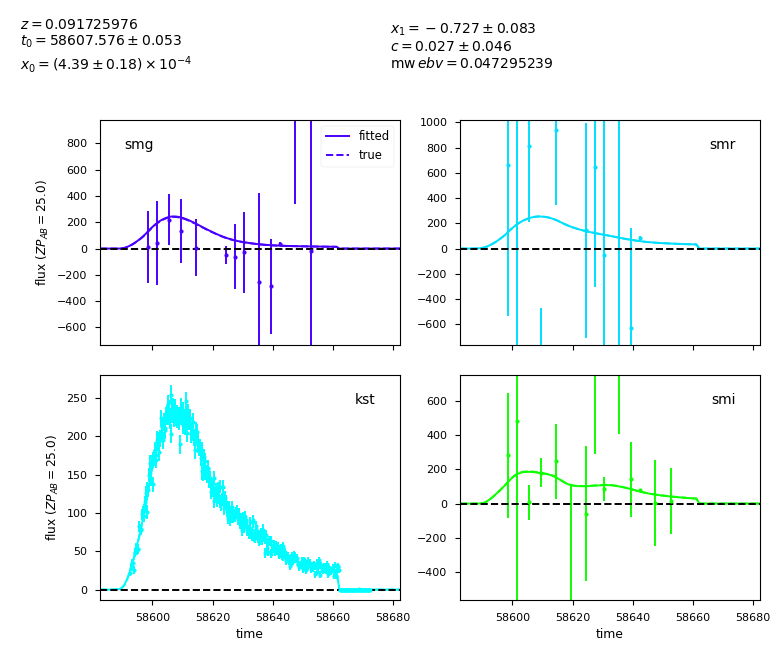 z = 0.091725976
t₀ = 58607.576 ± 0.053
x₀ = (4.39 ± 0.18) × 10⁻⁴
x₁ = −0.727 ± 0.083
c = 0.027 ± 0.046
mw ebv = 0.047295239
smg
fitted
true
800
600
400
200
0
−200
−400
−600
flux (ZP_AB = 25.0)
smr
1000
800
600
400
200
0
−200
−400
−600
kst
250
200
150
100
50
0
flux (ZP_AB = 25.0)
58600
58620
58640
58660
58680
time
smi
600
400
200
0
−200
−400
58600
58620
58640
58660
58680
time